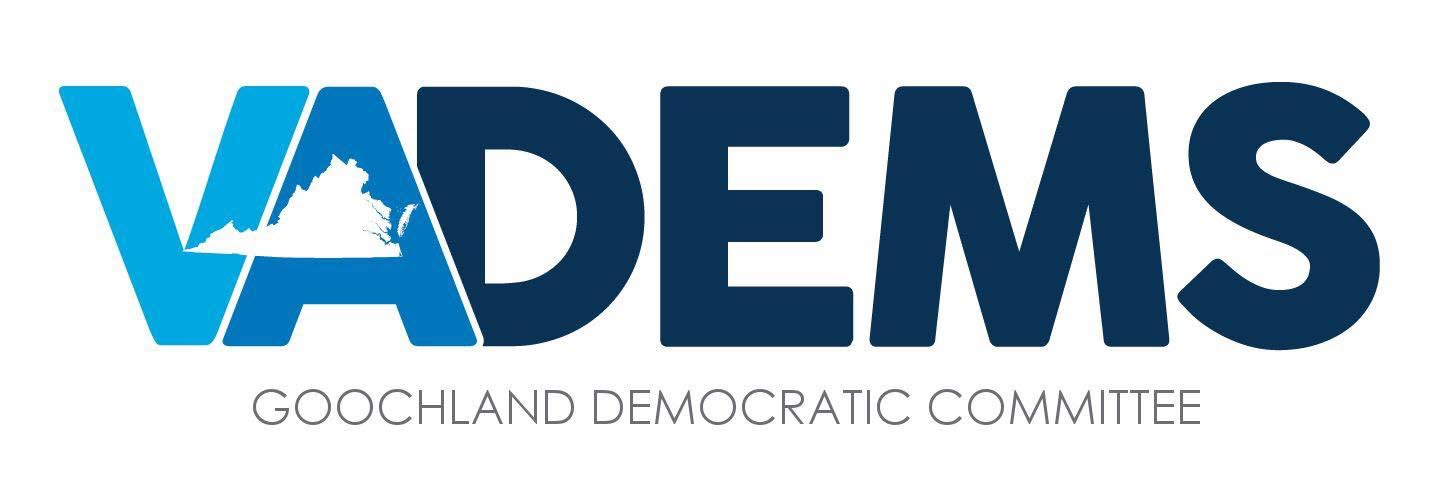 VADEMS
GOOCHLAND DEMOCRATIC COMMITTEE